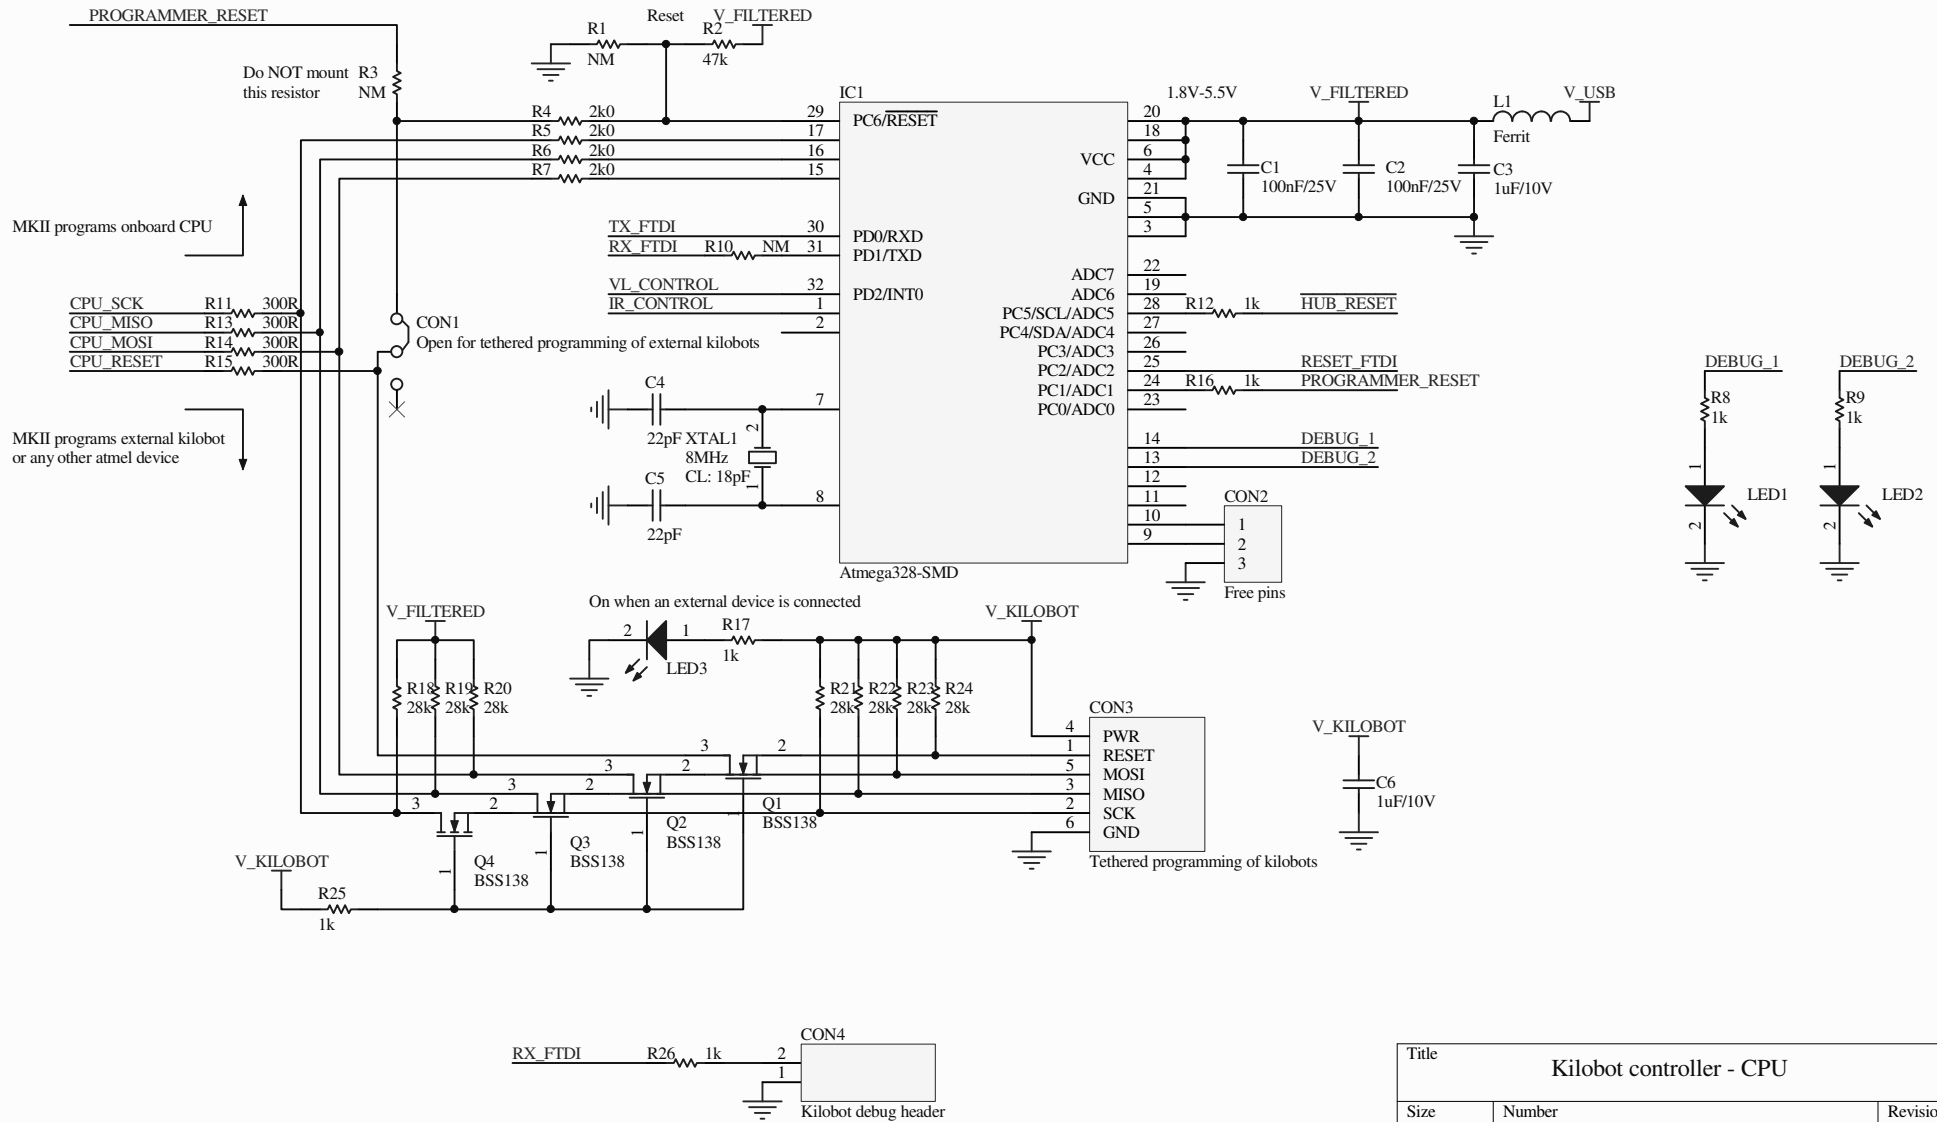 PROGRAMMER_RESET
Reset
V_FILTERED
R1
NM
R2
47k
Do NOT mount
this resistor
R3
NM
R4 2k0 29
R5 2k0 17
R6 2k0 16
R7 2k0 15
IC1
PC6/RESET
1.8V-5.5V
V_FILTERED
L1
Ferrit
V_USB
20
18
VCC 6
4
GND 21
5
3
C1
100nF/25V
C2
100nF/25V
C3
1uF/10V
MKII programs onboard CPU
TX_FTDI 30 PD0/RXD
RX_FTDI R10 NM 31 PD1/TXD
VL_CONTROL 32 PD2/INT0
IR_CONTROL 1
2
ADC7 22
ADC6 19
PC5/SCL/ADC5 28 R12 1k HUB_RESET
PC4/SDA/ADC4 27
PC3/ADC3 26
PC2/ADC2 25 RESET_FTDI
PC1/ADC1 24 R16 1k PROGRAMMER_RESET
PC0/ADC0 23
CPU_SCK R11 300R
CPU_MISO R13 300R
CPU_MOSI R14 300R
CPU_RESET R15 300R
CON1
Open for tethered programming of external kilobots
DEBUG_1
R8
1k
1
LED1
2
DEBUG_2
R9
1k
1
LED2
2
MKII programs external kilobot
or any other atmel device
C4
22pF
7
2
XTAL1
8MHz
CL: 18pF
1
C5
22pF
8
14 DEBUG_1
13 DEBUG_2
12
11
10
9
CON2
1
2
3
Free pins
Atmega328-SMD
On when an external device is connected
V_FILTERED
R18
28k
R19
28k
R20
28k
2
1
LED3
R17
1k
V_KILOBOT
R21
28k
R22
28k
R23
28k
R24
28k
CON3
4 PWR
1 RESET
5 MOSI
3 MISO
2 SCK
6 GND
Tethered programming of kilobots
V_KILOBOT
C6
1uF/10V
3 2
1
Q1
BSS138
3 2
1
Q2
BSS138
3 2
1
Q3
BSS138
3 2
1
Q4
BSS138
V_KILOBOT
R25
1k
CON4
RX_FTDI R26 1k 2
1
Kilobot debug header
Title
Kilobot controller - CPU
Size Number Revisio